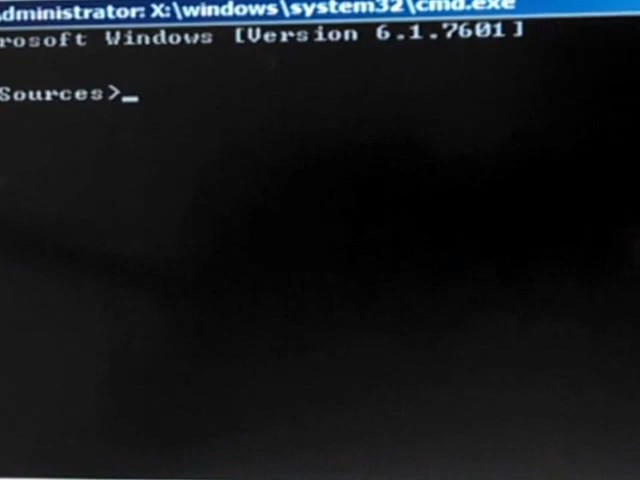 dministrator: X:\windows\system32\cmd.exe
rosoft Windows [Version 6.1.7601]
Sources>_